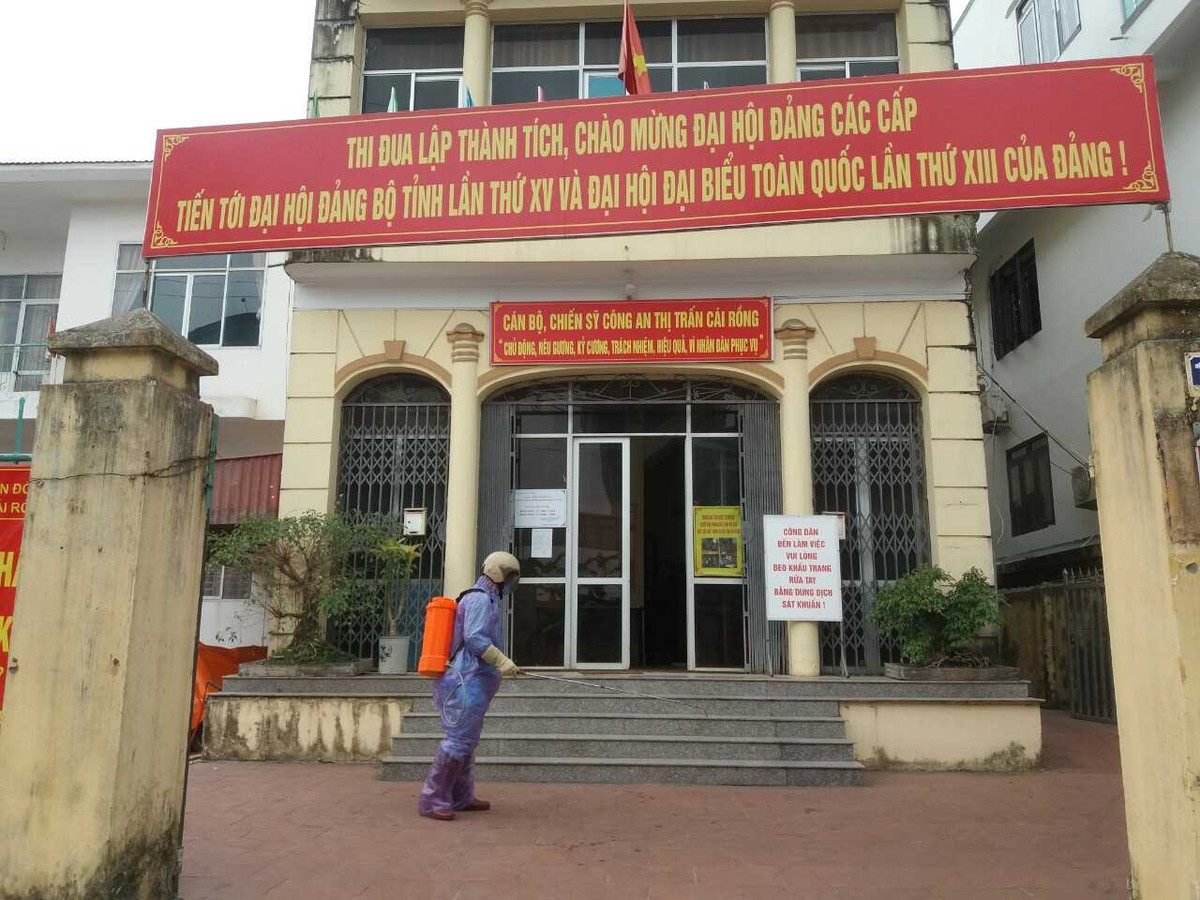 THI ĐUA LẬP THÀNH TÍCH, CHÀO MỪNG ĐẠI HỘI ĐẢNG CÁC CẤP
TIẾN TỚI ĐẠI HỘI ĐẢNG BỘ TỈNH LẦN THỨ XV VÀ ĐẠI HỘI ĐẠI BIỂU TOÀN QUỐC LẦN THỨ XIII CỦA ĐẢNG !
CÁN BỘ, CHIẾN SỸ CÔNG AN THỊ TRẤN CÁI RỒNG
" CHỦ ĐỘNG, NÊU GƯƠNG, KỶ CƯƠNG, TRÁCH NHIỆM, HIỆU QUẢ, VÌ NHÂN DÂN PHỤC VỤ "
CÔNG DÂN
ĐẾN LÀM VIỆC
VUI LÒNG
ĐEO KHẨU TRANG
RỬA TAY
BẰNG DUNG DỊCH
SÁT KHUẨN !